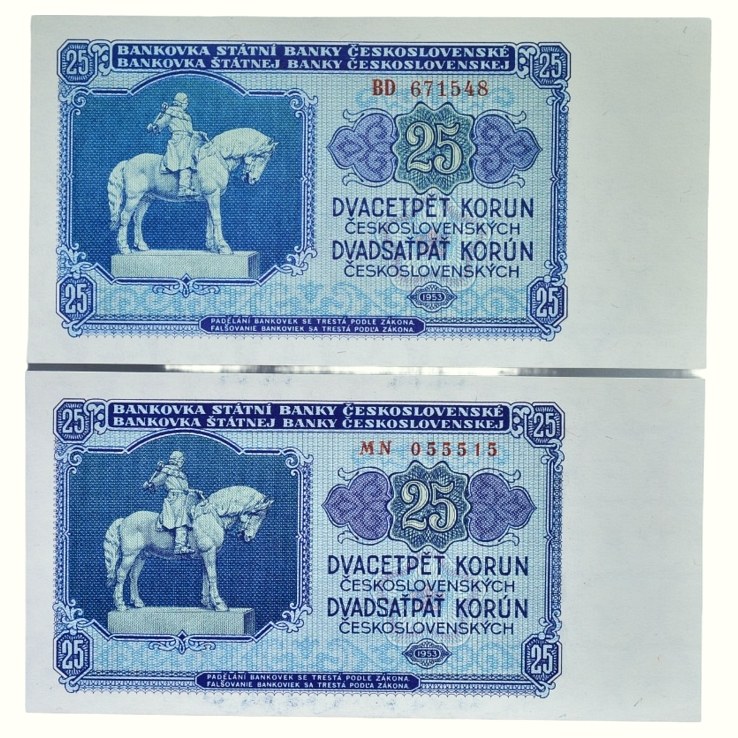 BANKOVKA STÁTNÍ BANKY ČESKOSLOVENSKÉ
BANKOVKA ŠTÁTNEJ BANKY ČESKOSLOVENSKEJ
25
25
BD 671548
25
DVACETPĚT KORUN
ČESKOSLOVENSKÝCH
DVADSAŤPÄŤ KORÚN
ČESKOSLOVENSKÝCH
1953
25
25
PADĚLÁNÍ BANKOVEK SE TRESTÁ PODLE ZÁKONA
FALŠOVANIE BANKOVIEK SA TRESTÁ PODĽA ZÁKONA
BANKOVKA STÁTNÍ BANKY ČESKOSLOVENSKÉ
BANKOVKA ŠTÁTNEJ BANKY ČESKOSLOVENSKEJ
25
25
MN 055515
25
DVACETPĚT KORUN
ČESKOSLOVENSKÝCH
DVADSAŤPÄŤ KORÚN
ČESKOSLOVENSKÝCH
1953
25
25
PADĚLÁNÍ BANKOVEK SE TRESTÁ PODLE ZÁKONA
FALŠOVANIE BANKOVIEK SA TRESTÁ PODĽA ZÁKONA